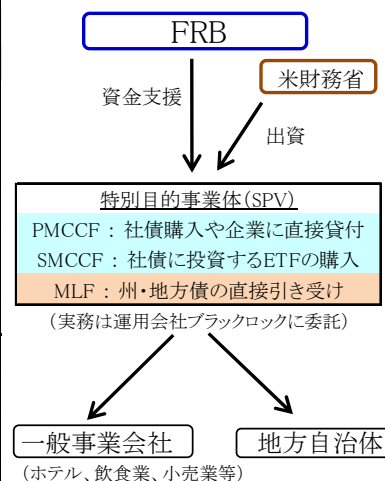 FRB
米財務省
資金支援
出資
特別目的事業体(SPV)
PMCCF : 社債購入や企業に直接貸付
SMCCF : 社債に投資するETFの購入
MLF : 州・地方債の直接引き受け
(実務は運用会社ブラックロックに委託)
一般事業会社
地方自治体
(ホテル、飲食業、小売業等)